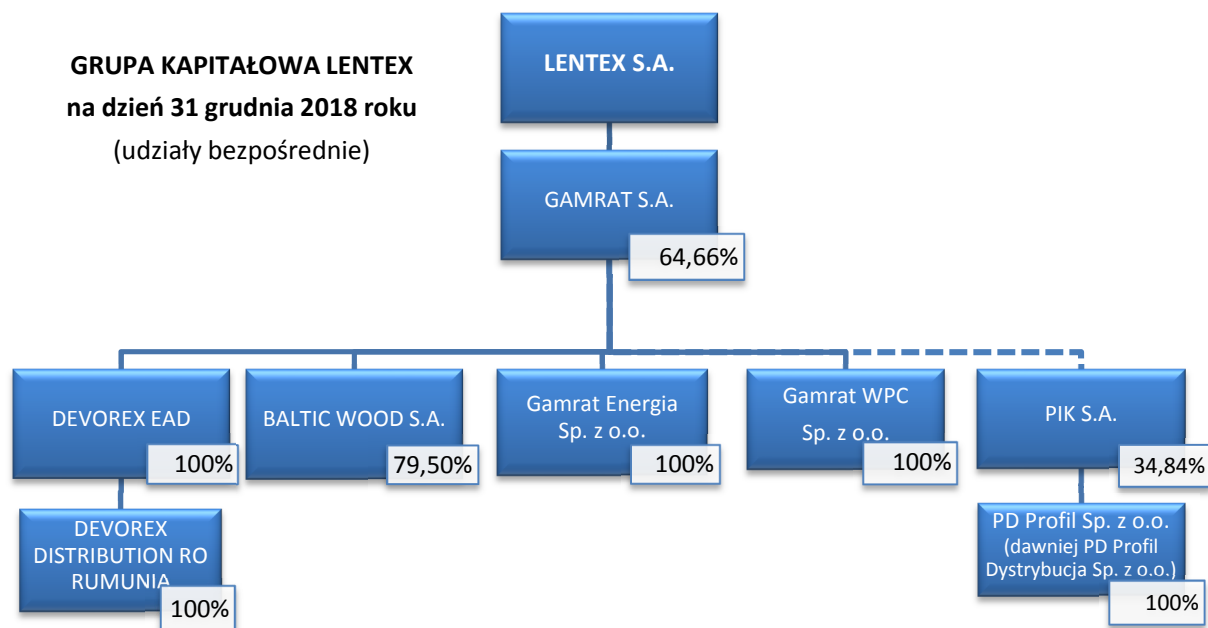 GRUPA KAPITAŁOWA LENTEX
na dzień 31 grudnia 2018 roku
(udziały bezpośrednie)
LENTEX S.A.
GAMRAT S.A.
64,66%
DEVOREX EAD
100%
BALTIC WOOD S.A.
79,50%
Gamrat Energia
Sp. z o.o.
100%
Gamrat WPC
Sp. z o.o.
100%
PIK S.A.
34,84%
DEVOREX
DISTRIBUTION RO
RUMUNIA
100%
PD Profil Sp. z o.o.
(dawniej PD Profil
Dystrybucja Sp. z o.o.)
100%